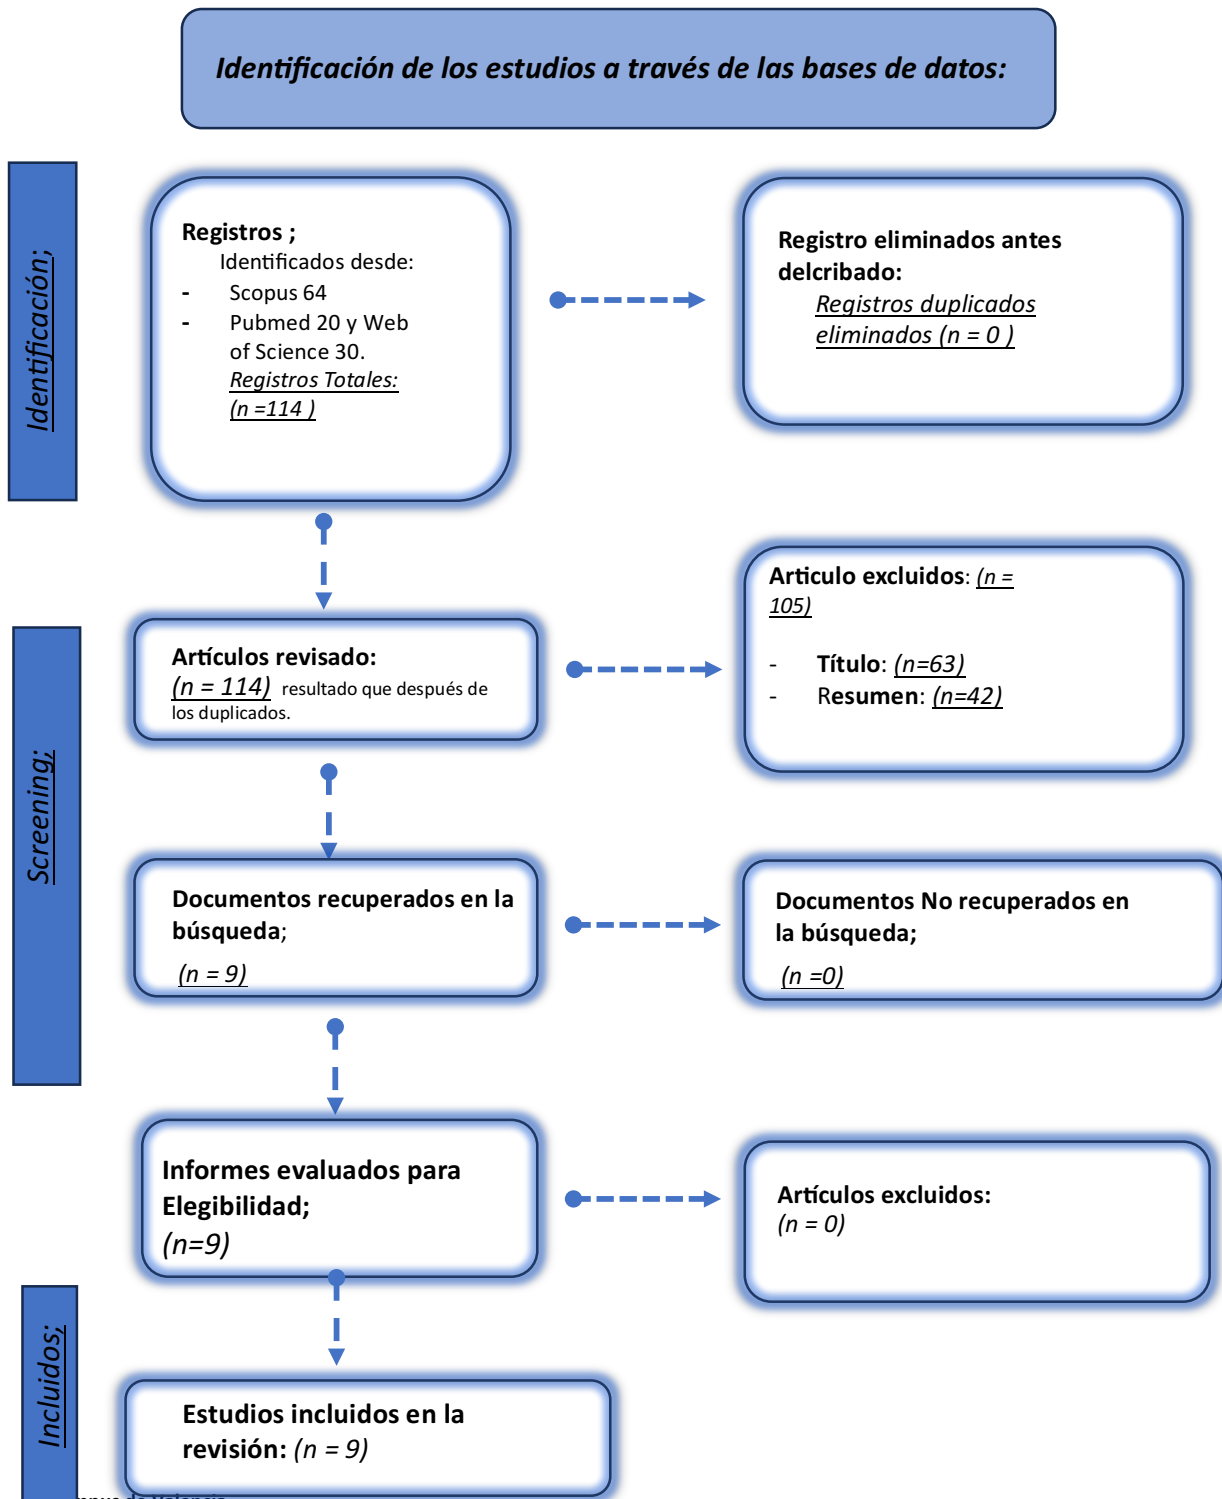 Identificación de los estudios a través de las bases de datos:
Identificación;
Registros ;
Identificados desde:
- Scopus 64
- Pubmed 20 y Web
of Science 30.
Registros Totales:
(n =114 )
Registro eliminados antes
delcribado:
Registros duplicados
eliminados (n = 0 )
Screening;
Artículos revisado:
(n = 114) resultado que después de
los duplicados.
Articulo excluidos: (n =
105)
- Título: (n=63)
- Resumen: (n=42)
Documentos recuperados en la
búsqueda;
(n = 9)
Documentos No recuperados en
la búsqueda;
(n =0)
Informes evaluados para
Elegibilidad;
(n=9)
Artículos excluidos:
(n = 0)
Incluidos;
Estudios incluidos en la
revisión: (n = 9)